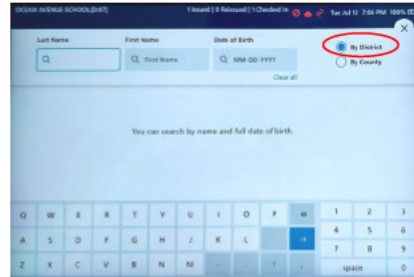 OCEAN AVENUE SCHOOL
1 Issued | 0 Reissued | 1 Checked In
Tue Jul 12 7:06 PM 100%
Last Name
First Name
Date of Birth
First Name
MM-DD-YYYY
Clear all
By District
By County
You can search by name and full date of birth.
Q W E R T Y U I O P 1 2 3
A S D F G H J K L 4 5 6
7 8 9
Z X C V B N M space 0